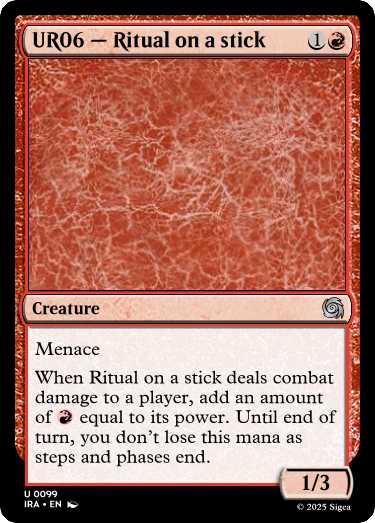 UR06 — Ritual on a stick 1
Creature
Menace
When Ritual on a stick deals combat
damage to a player, add an amount
of equal to its power. Until end of
turn, you don't lose this mana as
steps and phases end.
1/3
U 0099
IRA • EN
© 2025 Sigea